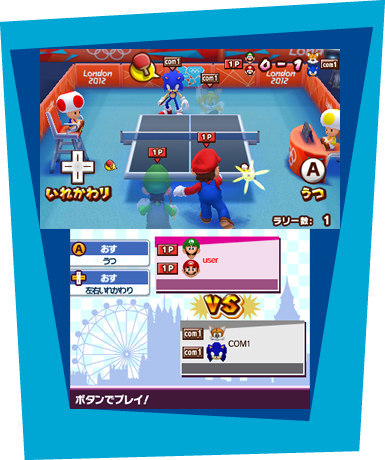 com1
com1
1P
0-1
com1
London
2012
London
2012
1P
1P
いれかわり
A
うつ
ラリー数: 1
A おす
うつ
おす
左右いれかわり
1P
1P
user
VS
com1
com1
COM1
ボタンでプレイ!